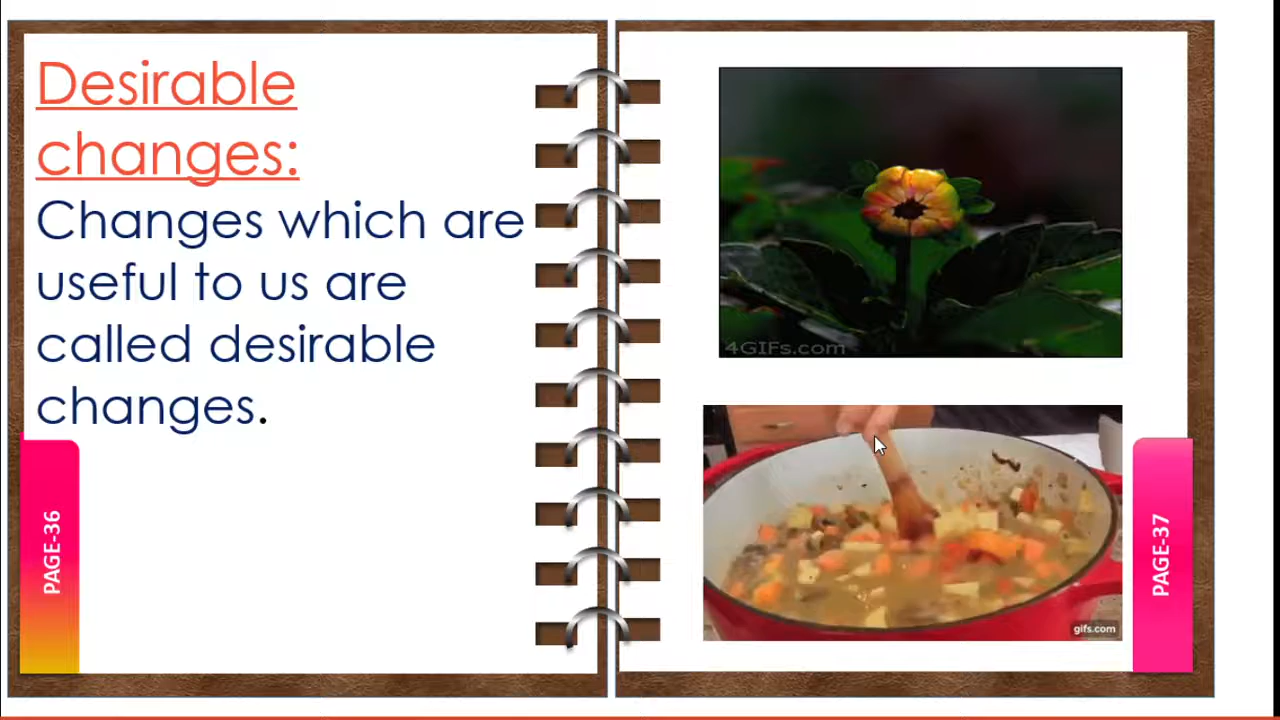 Desirable
changes:
Changes which are
useful to us are
called desirable
changes.
PAGE-36
4GIFs.com
gifs.com
PAGE-37